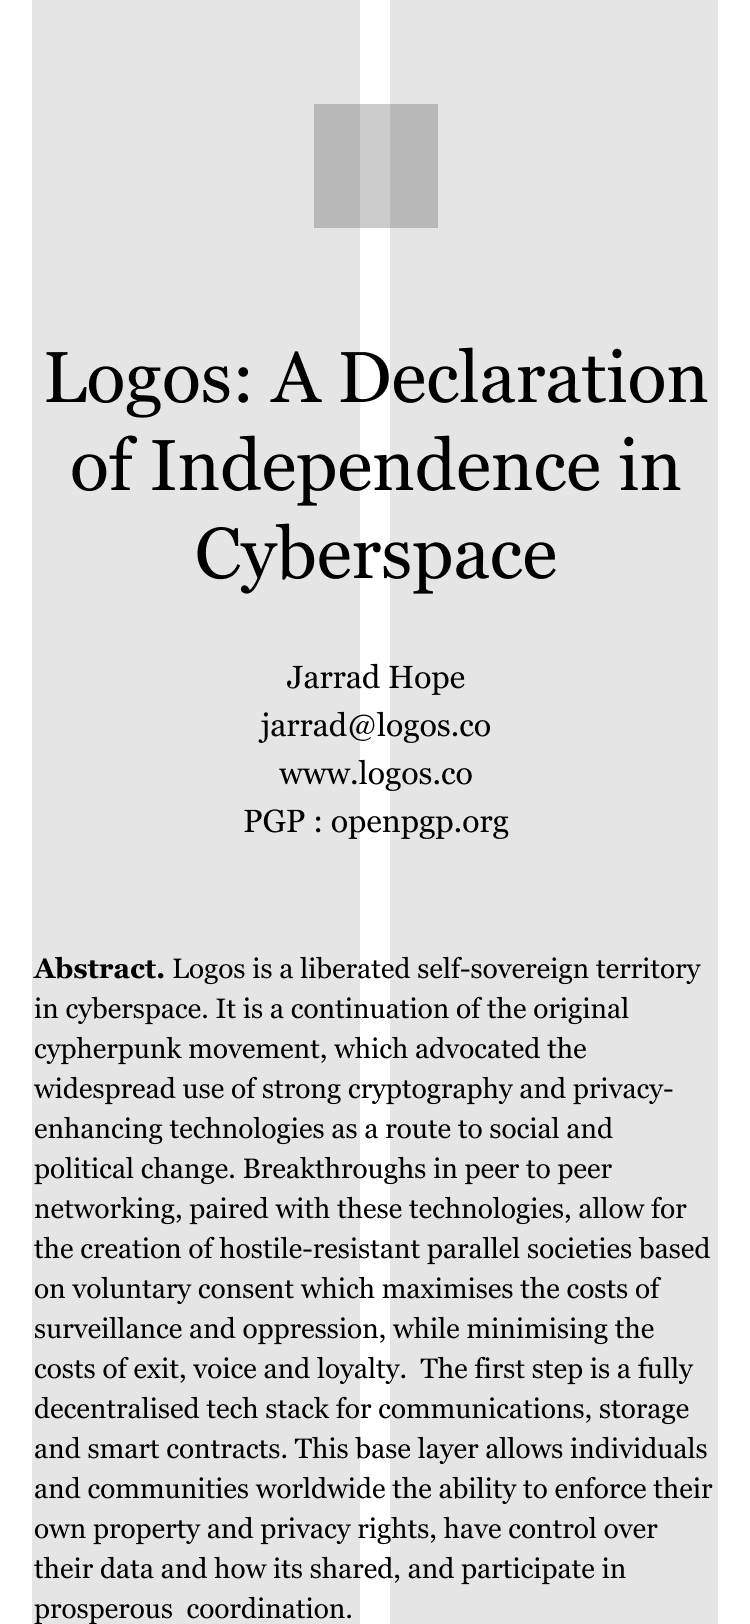 Logos: A Declaration
of Independence in
Cyberspace
Jarrad Hope
jarrad@logos.co
www.logos.co
PGP : openpgp.org
Abstract. Logos is a liberated self-sovereign territory
in cyberspace. It is a continuation of the original
cypherpunk movement, which advocated the
widespread use of strong cryptography and privacy-
enhancing technologies as a route to social and
political change. Breakthroughs in peer to peer
networking, paired with these technologies, allow for
the creation of hostile-resistant parallel societies based
on voluntary consent which maximises the costs of
surveillance and oppression, while minimising the
costs of exit, voice and loyalty.  The first step is a fully
decentralised tech stack for communications, storage
and smart contracts. This base layer allows individuals
and communities worldwide the ability to enforce their
own property and privacy rights, have control over
their data and how its shared, and participate in
prosperous  coordination.